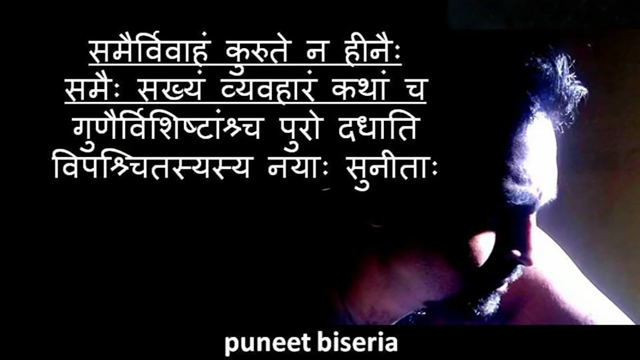 समैर्विवाहं कुरुते न हीनैः
समैः सख्यं व्यवहारं कथां च
गुणैर्विशिष्टांश्र्च पुरो दधाति
विपश्र्चितस्यस्य नयाः सुनीताः
puneet biseria